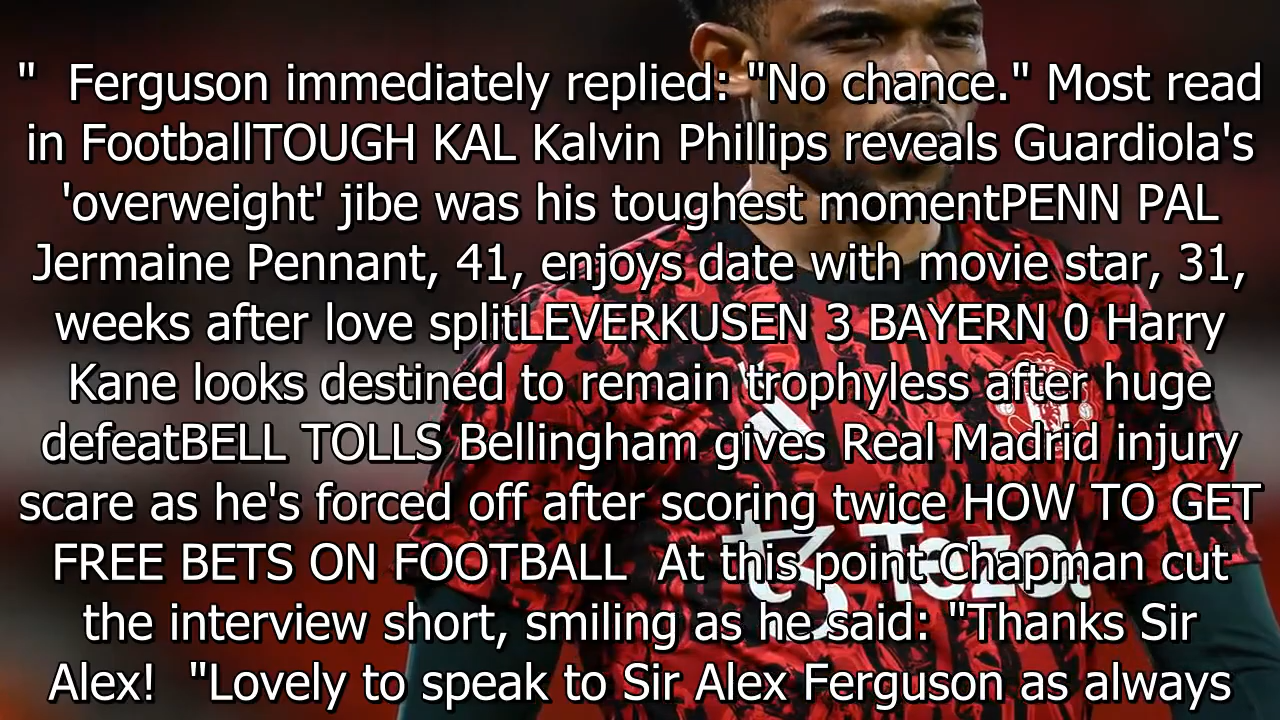 "  Ferguson immediately replied: "No chance." Most read
in FootballTOUGH KAL Kalvin Phillips reveals Guardiola's
'overweight' jibe was his toughest momentPENN PAL
Jermaine Pennant, 41, enjoys date with movie star, 31,
weeks after love splitLEVERKUSEN 3 BAYERN 0 Harry
Kane looks destined to remain trophyless after huge
defeatBELL TOLLS Bellingham gives Real Madrid injury
scare as he's forced off after scoring twice HOW TO GET
FREE BETS ON FOOTBALL  At this point Chapman cut
the interview short, smiling as he said: "Thanks Sir
Alex!  "Lovely to speak to Sir Alex Ferguson as always
Tezos